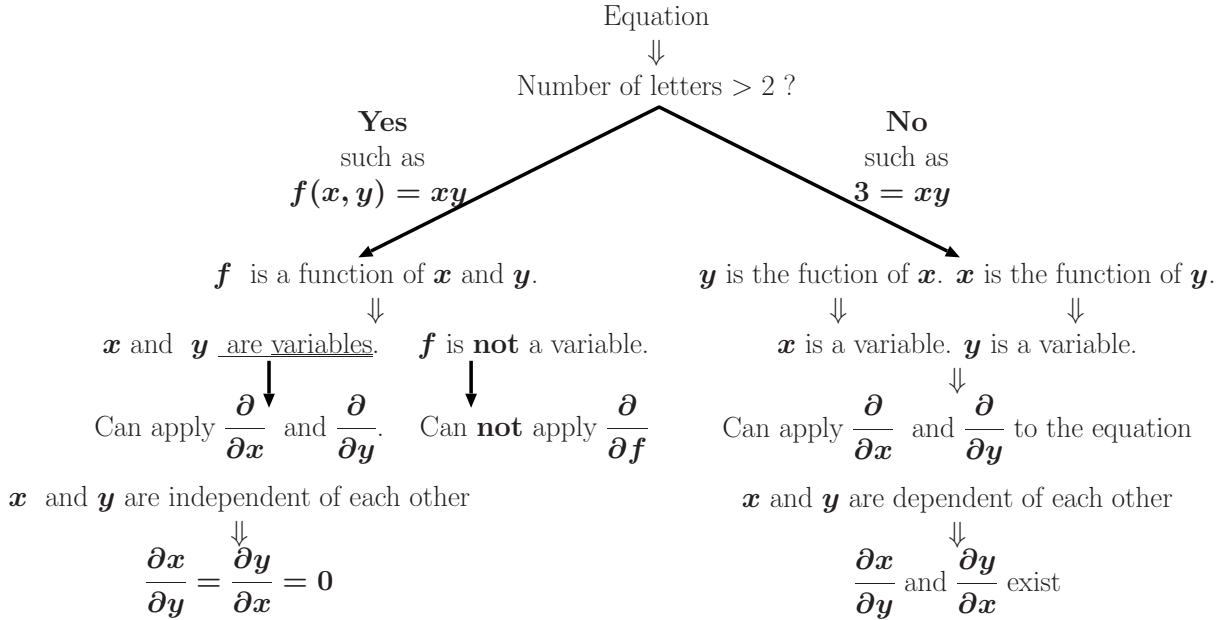 Equation
⇓
Number of letters > 2 ?
Yes
such as
f(x, y) = xy
No
such as
3 = xy
f is a function of x and y.
⇓
x and y are variables. f is not a variable.
Can apply ∂/∂x and ∂/∂y. Can not apply ∂/∂f
x and y are independent of each other
⇓
∂x/∂y = ∂y/∂x = 0
y is the fuction of x. x is the function of y.
⇓ ⇓
x is a variable. y is a variable.
⇓
Can apply ∂/∂x and ∂/∂y to the equation
x and y are dependent of each other
⇓
∂x/∂y and ∂y/∂x exist